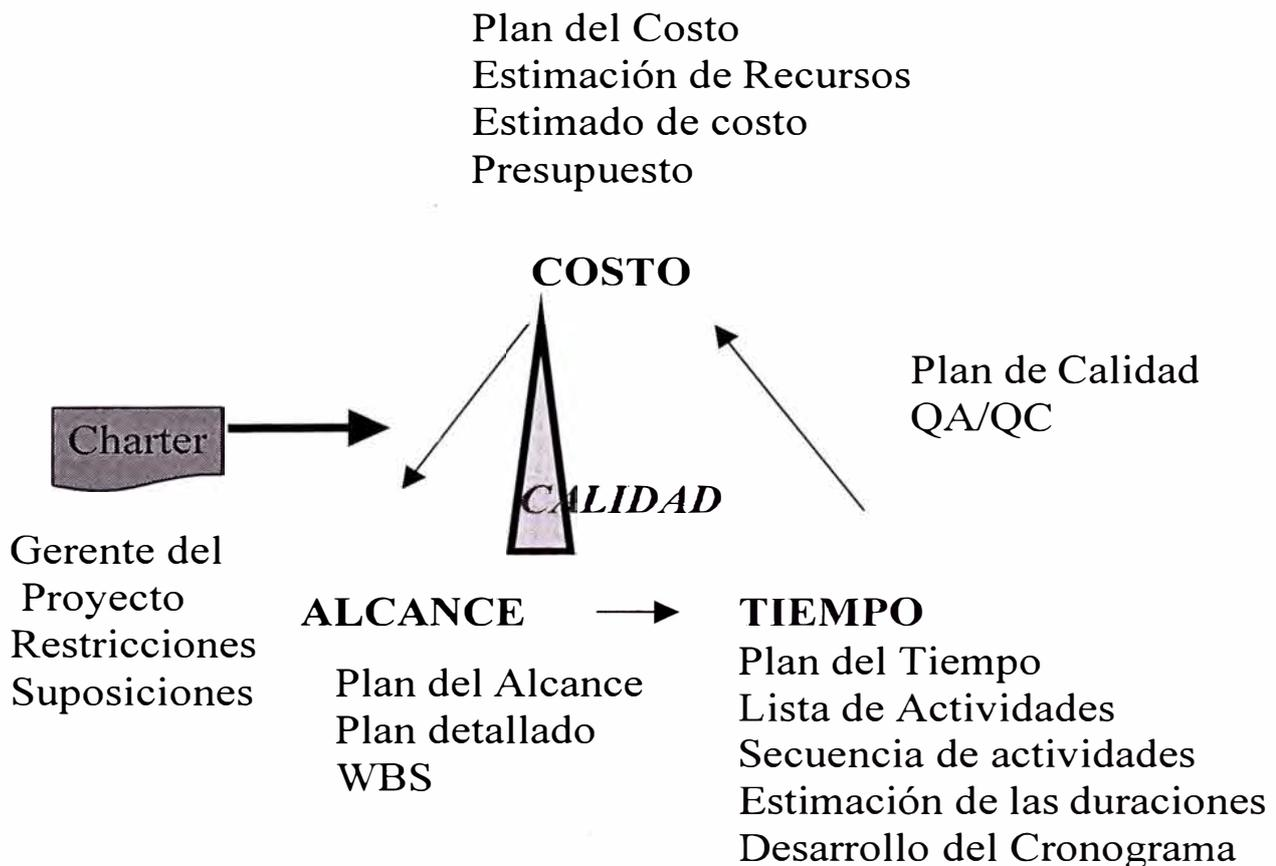 Plan del Costo
Estimación de Recursos
Estimado de costo
Presupuesto
COSTO
Plan de Calidad
QA/QC
Charter
CALIDAD
Gerente del
Proyecto
Restricciones
Suposiciones
ALCANCE
Plan del Alcance
Plan detallado
WBS
TIEMPO
Plan del Tiempo
Lista de Actividades
Secuencia de actividades
Estimación de las duraciones
Desarrollo del Cronograma